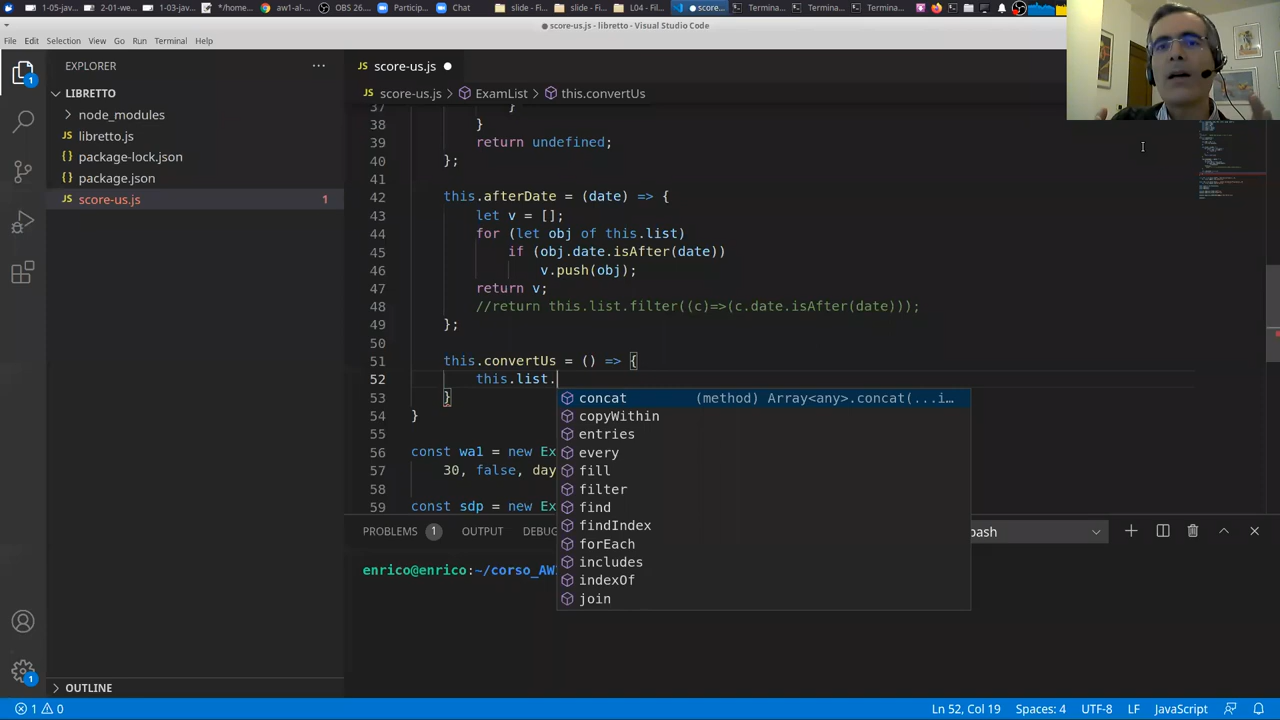 1-05-jav
2-01-we
*/home
aw1-al-
OBS 26.
Particip
Chat
slide - Fi
slide - Fi
L04 - Fil
● score
Termina
Termina
Termina
● score-us.js - libretto - Visual Studio Code
File Edit Selection View Go Run Terminal Help
EXPLORER ···
JS score-us.js ●
LIBRETTO
JS score-us.js > ExamList > this.convertUs
node_modules
JS libretto.js
{} package-lock.json
{} package.json
JS score-us.js 1
37 }
38 }
39 return undefined;
40 };
41
42 this.afterDate = (date) => {
43 let v = [];
44 for (let obj of this.list)
45 if (obj.date.isAfter(date))
46 v.push(obj);
47 return v;
48 //return this.list.filter((c)=>(c.date.isAfter(date)));
49 };
50
51 this.convertUs = () => {
52 this.list.
53 }
54 }
55
56 const wa1 = new Ex
57 30, false, day
58
59 const sdp = new Ex
concat (method) Array<any>.concat(...i…
copyWithin
entries
every
fill
filter
find
findIndex
forEach
includes
indexOf
join
PROBLEMS 1 OUTPUT DEBU bash
enrico@enrico:~/corso_AW
1
1
OUTLINE
1 0 Ln 52, Col 19 Spaces: 4 UTF-8 LF JavaScript